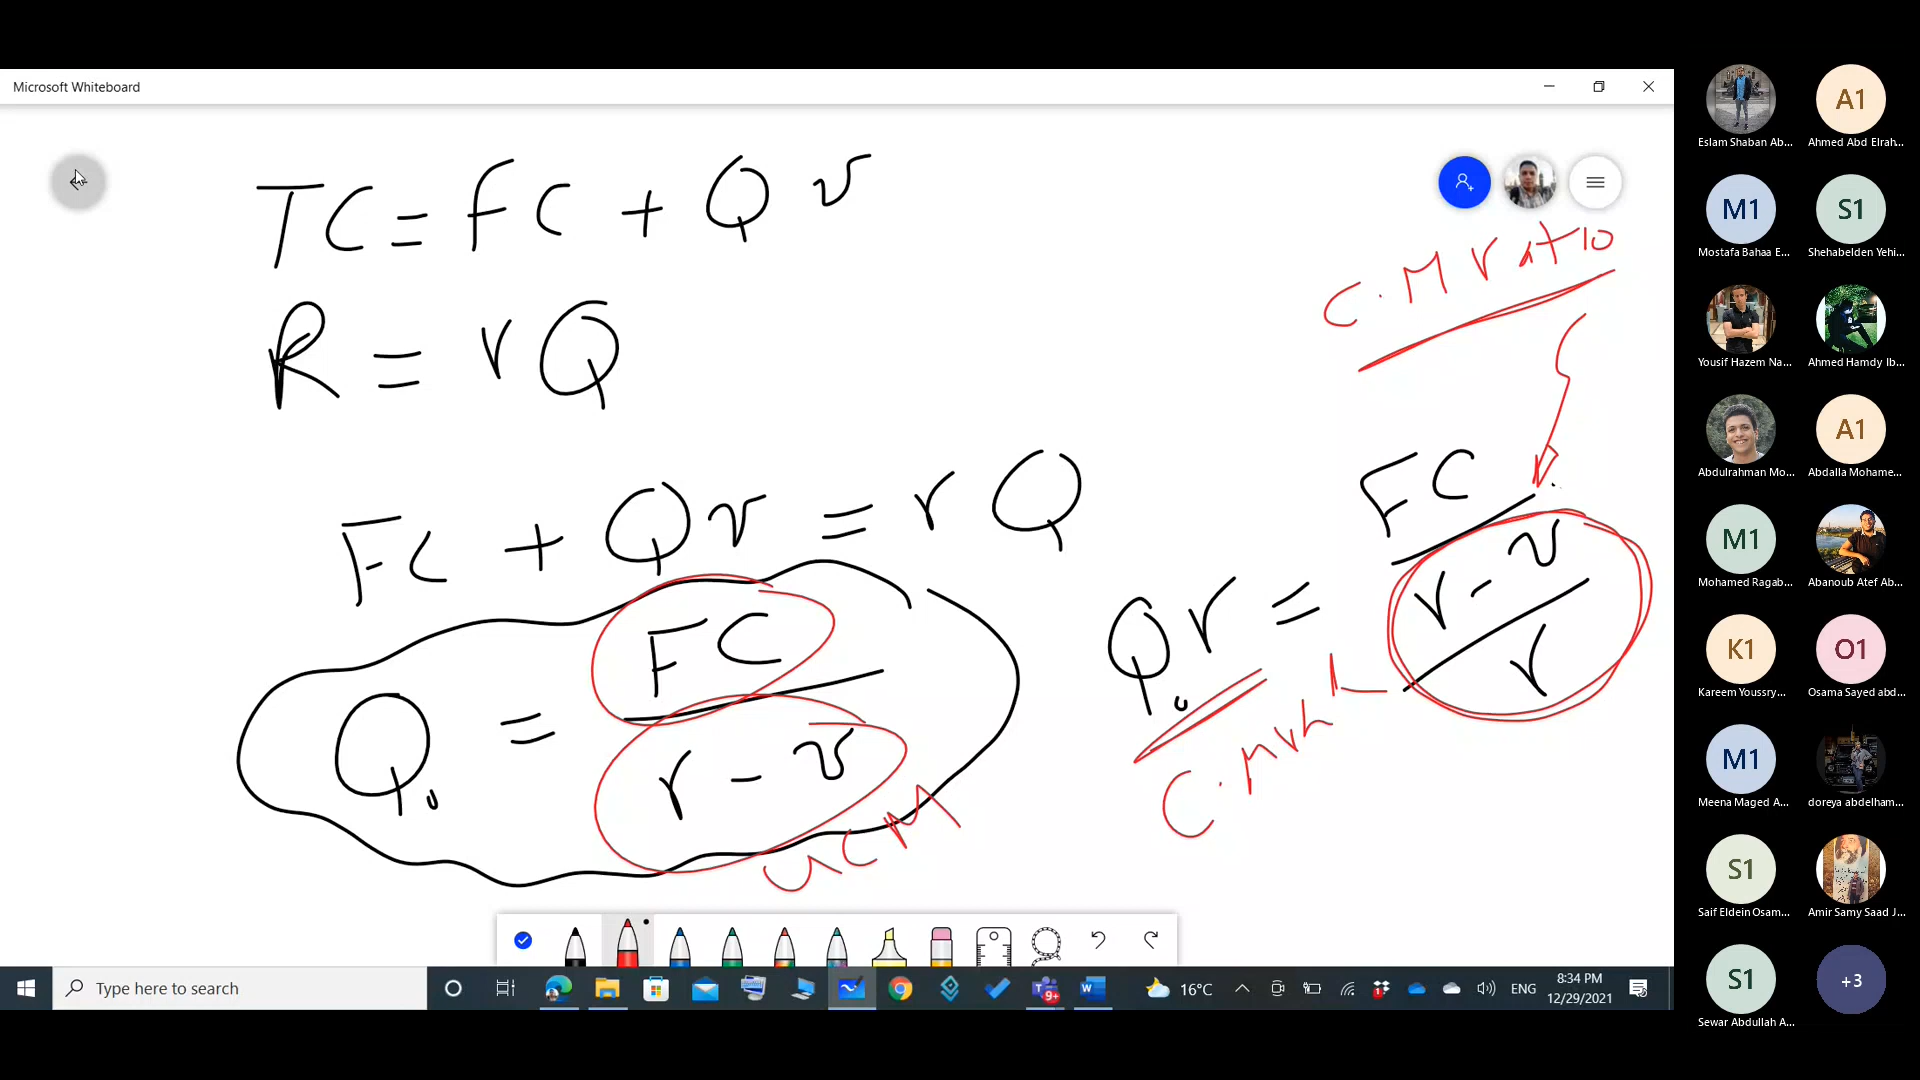 Microsoft Whiteboard
TC = FC + Q v
R = r Q
FC + Q v = r Q
Q₀ = FC / r - v
UCM
C.M ratio
Q₀ r = FC / r - v / r
C.M
Type here to search
16°C
ENG
8:34 PM
12/29/2021
9+
W
Eslam Shaban Ab...
A1
Ahmed Abd Elrah...
M1
Mostafa Bahaa E...
S1
Shehabelden Yehi...
Yousif Hazem Na...
Ahmed Hamdy Ib...
Abdulrahman Mo...
A1
Abdalla Mohame...
M1
Mohamed Ragab...
Abanoub Atef Ab...
K1
Kareem Youssry...
O1
Osama Sayed abd...
M1
Meena Maged A...
doreya abdelham...
S1
Saif Eldein Osam...
Amir Samy Saad J...
S1
Sewar Abdullah A...
+3